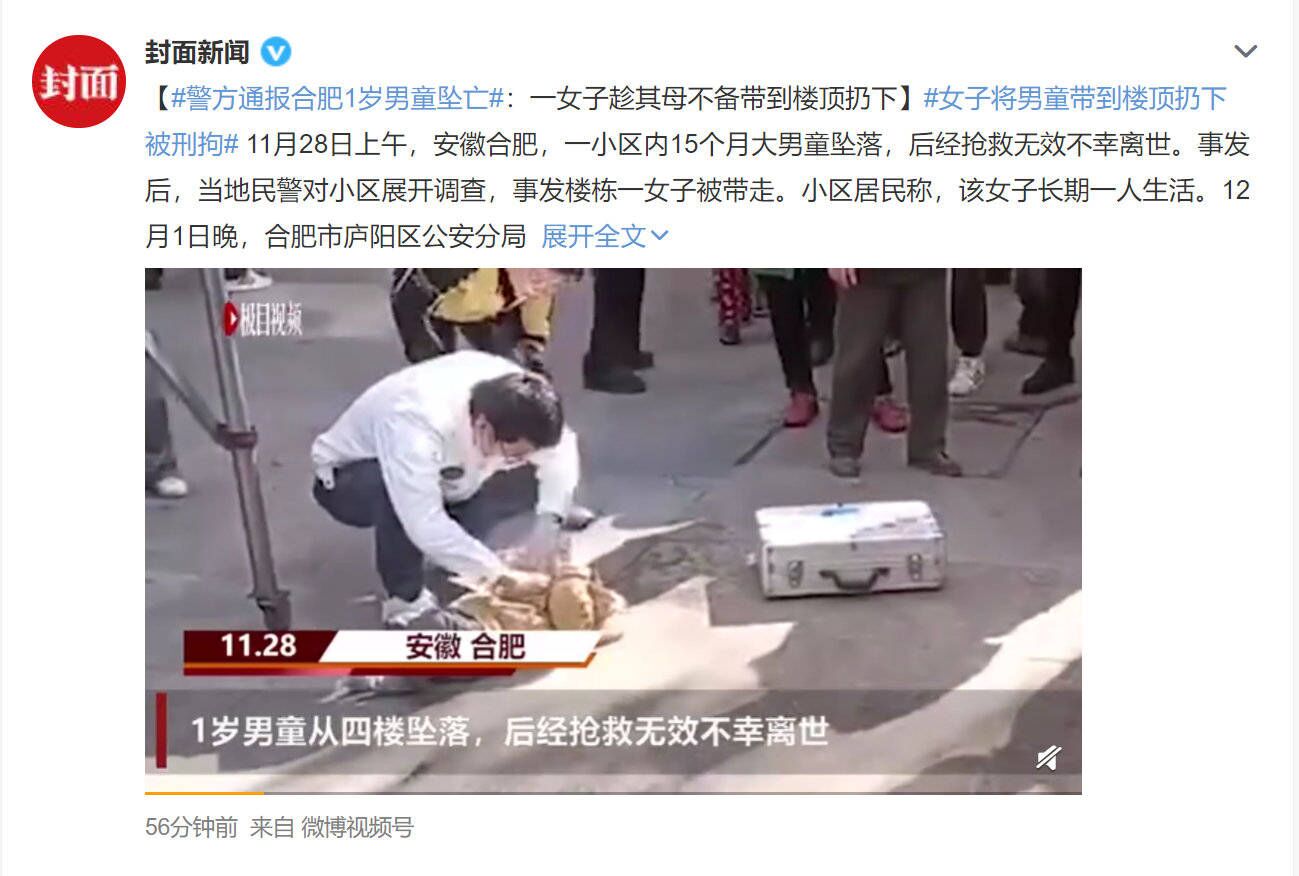 封面
封面新闻
【#警方通报合肥1岁男童坠亡#：一女子趁其母不备带到楼顶扔下】#女子将男童带到楼顶扔下
被刑拘# 11月28日上午，安徽合肥，一小区内15个月大男童坠落，后经抢救无效不幸离世。事发
后，当地民警对小区展开调查，事发楼栋一女子被带走。小区居民称，该女子长期一人生活。12
月1日晚，合肥市庐阳区公安分局 展开全文
极目视频
11.28 安徽 合肥
1岁男童从四楼坠落，后经抢救无效不幸离世
56分钟前 来自 微博视频号